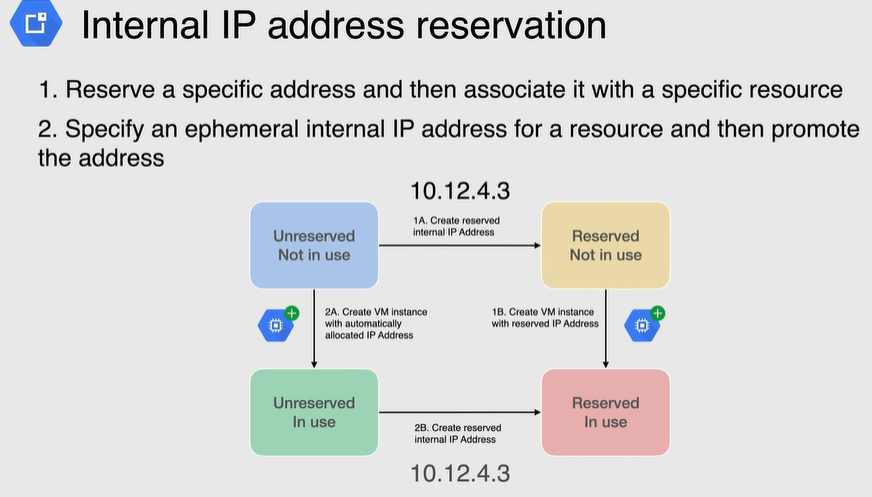 Internal IP address reservation
1. Reserve a specific address and then associate it with a specific resource
2. Specify an ephemeral internal IP address for a resource and then promote
the address
10.12.4.3
Unreserved
Not in use
1A. Create reserved
internal IP Address
Reserved
Not in use
2A. Create VM instance
with automatically
allocated IP Address
1B. Create VM instance
with reserved IP Address
Unreserved
In use
2B. Create reserved
internal IP Address
Reserved
In use
10.12.4.3